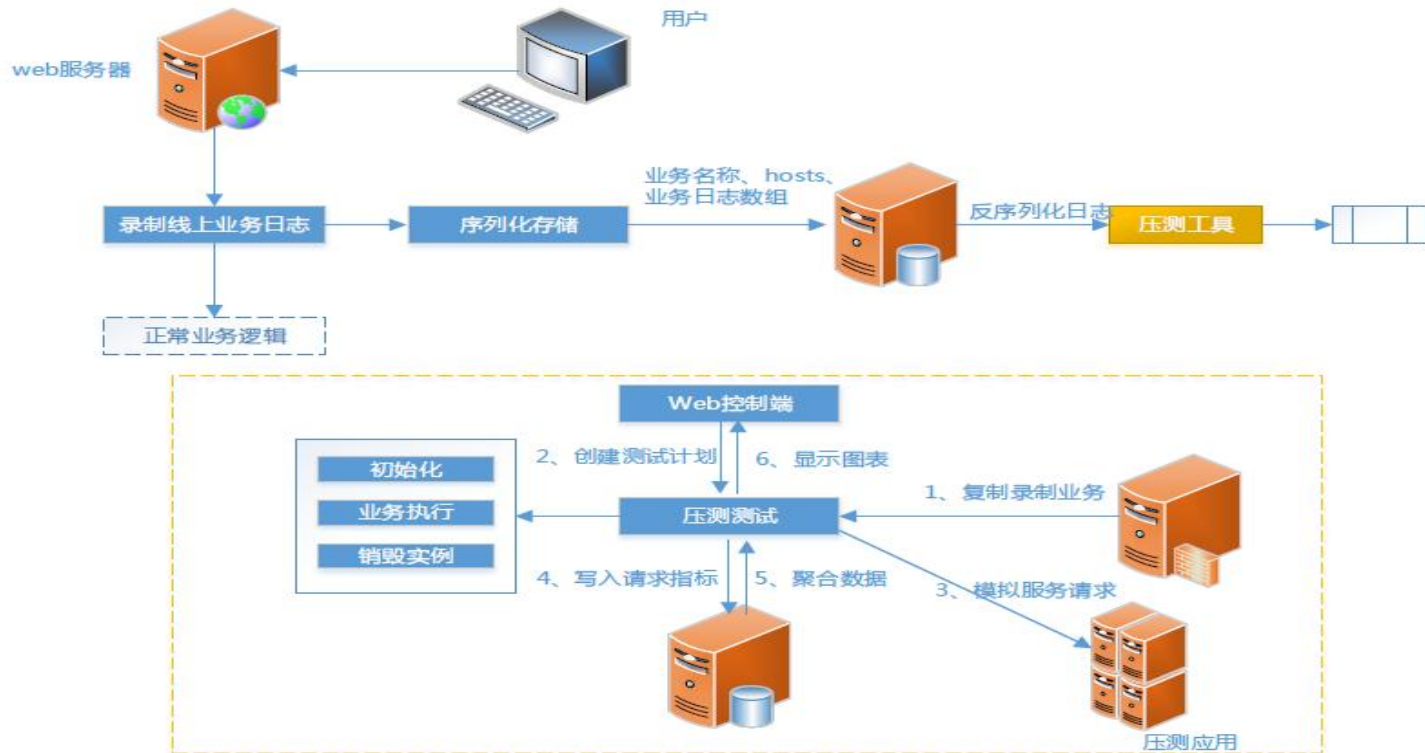 用户
web服务器
业务名称、hosts、
业务日志数组
录制线上业务日志
序列化存储
反序列化日志
压测工具
正常业务逻辑
Web控制端
初始化
2、创建测试计划
6、显示图表
1、复制录制业务
业务执行
压测测试
销毁实例
4、写入请求指标
5、聚合数据
3、模拟服务请求
压测应用